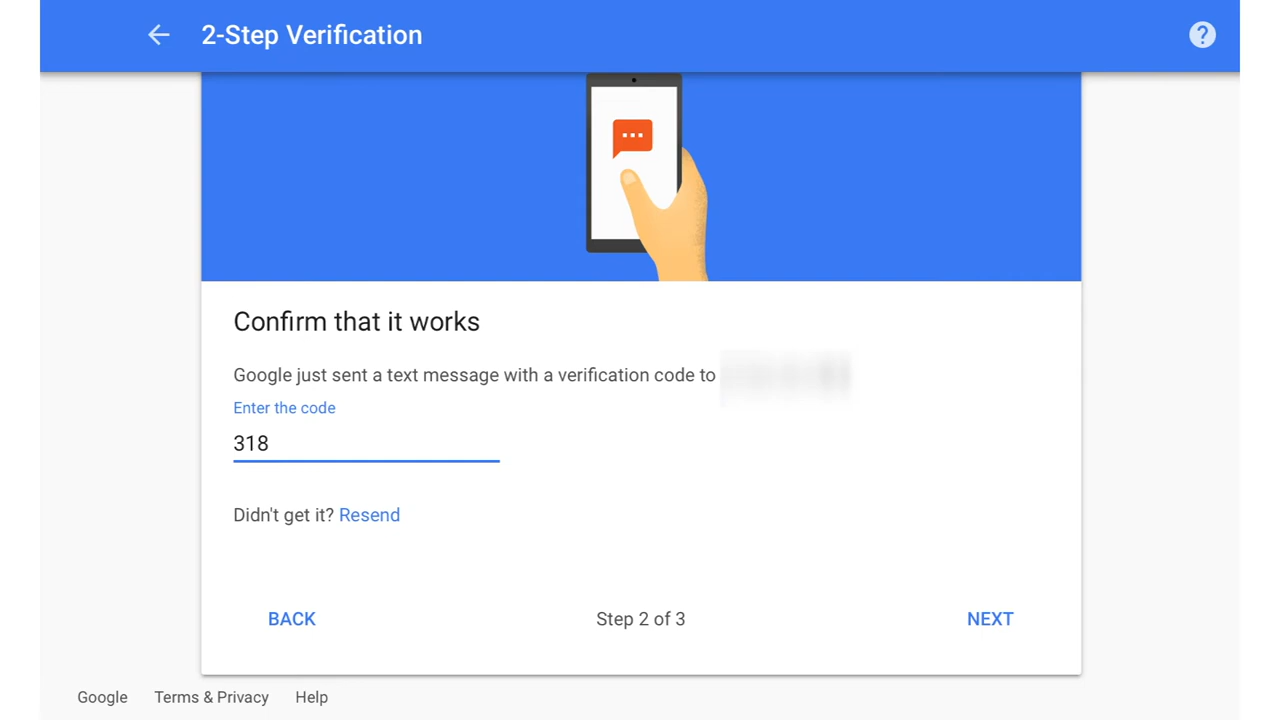 2-Step Verification
?
Confirm that it works
Google just sent a text message with a verification code to
Enter the code
318
Didn't get it? Resend
BACK Step 2 of 3 NEXT
Google Terms & Privacy Help